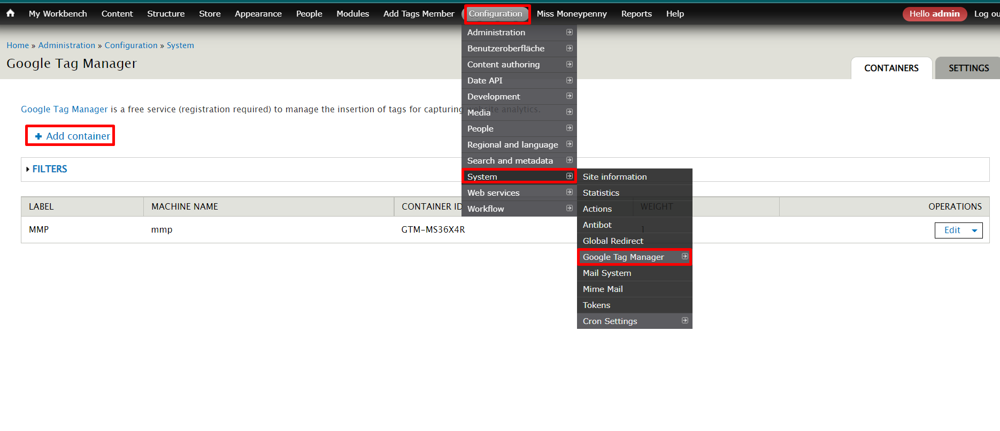 My Workbench Content Structure Store Appearance People Modules Add Tags Member Configuration Miss Moneypenny Reports Help Hello admin Log ou
Home » Administration » Configuration » System
Google Tag Manager
CONTAINERS SETTINGS
Administration
Benutzeroberfläche
Content authoring
Date API
Development
Media
People
Regional and language
Search and metadata
System
Web services
Workflow
Site information
Statistics
Actions
Antibot
Global Redirect
Google Tag Manager
Mail System
Mime Mail
Tokens
Cron Settings
Google Tag Manager is a free service (registration required) to manage the insertion of tags for capturing website analytics.
Add container
FILTERS
LABEL MACHINE NAME CONTAINER ID WEIGHT OPERATIONS
MMP mmp GTM-MS36X4R 1 Edit